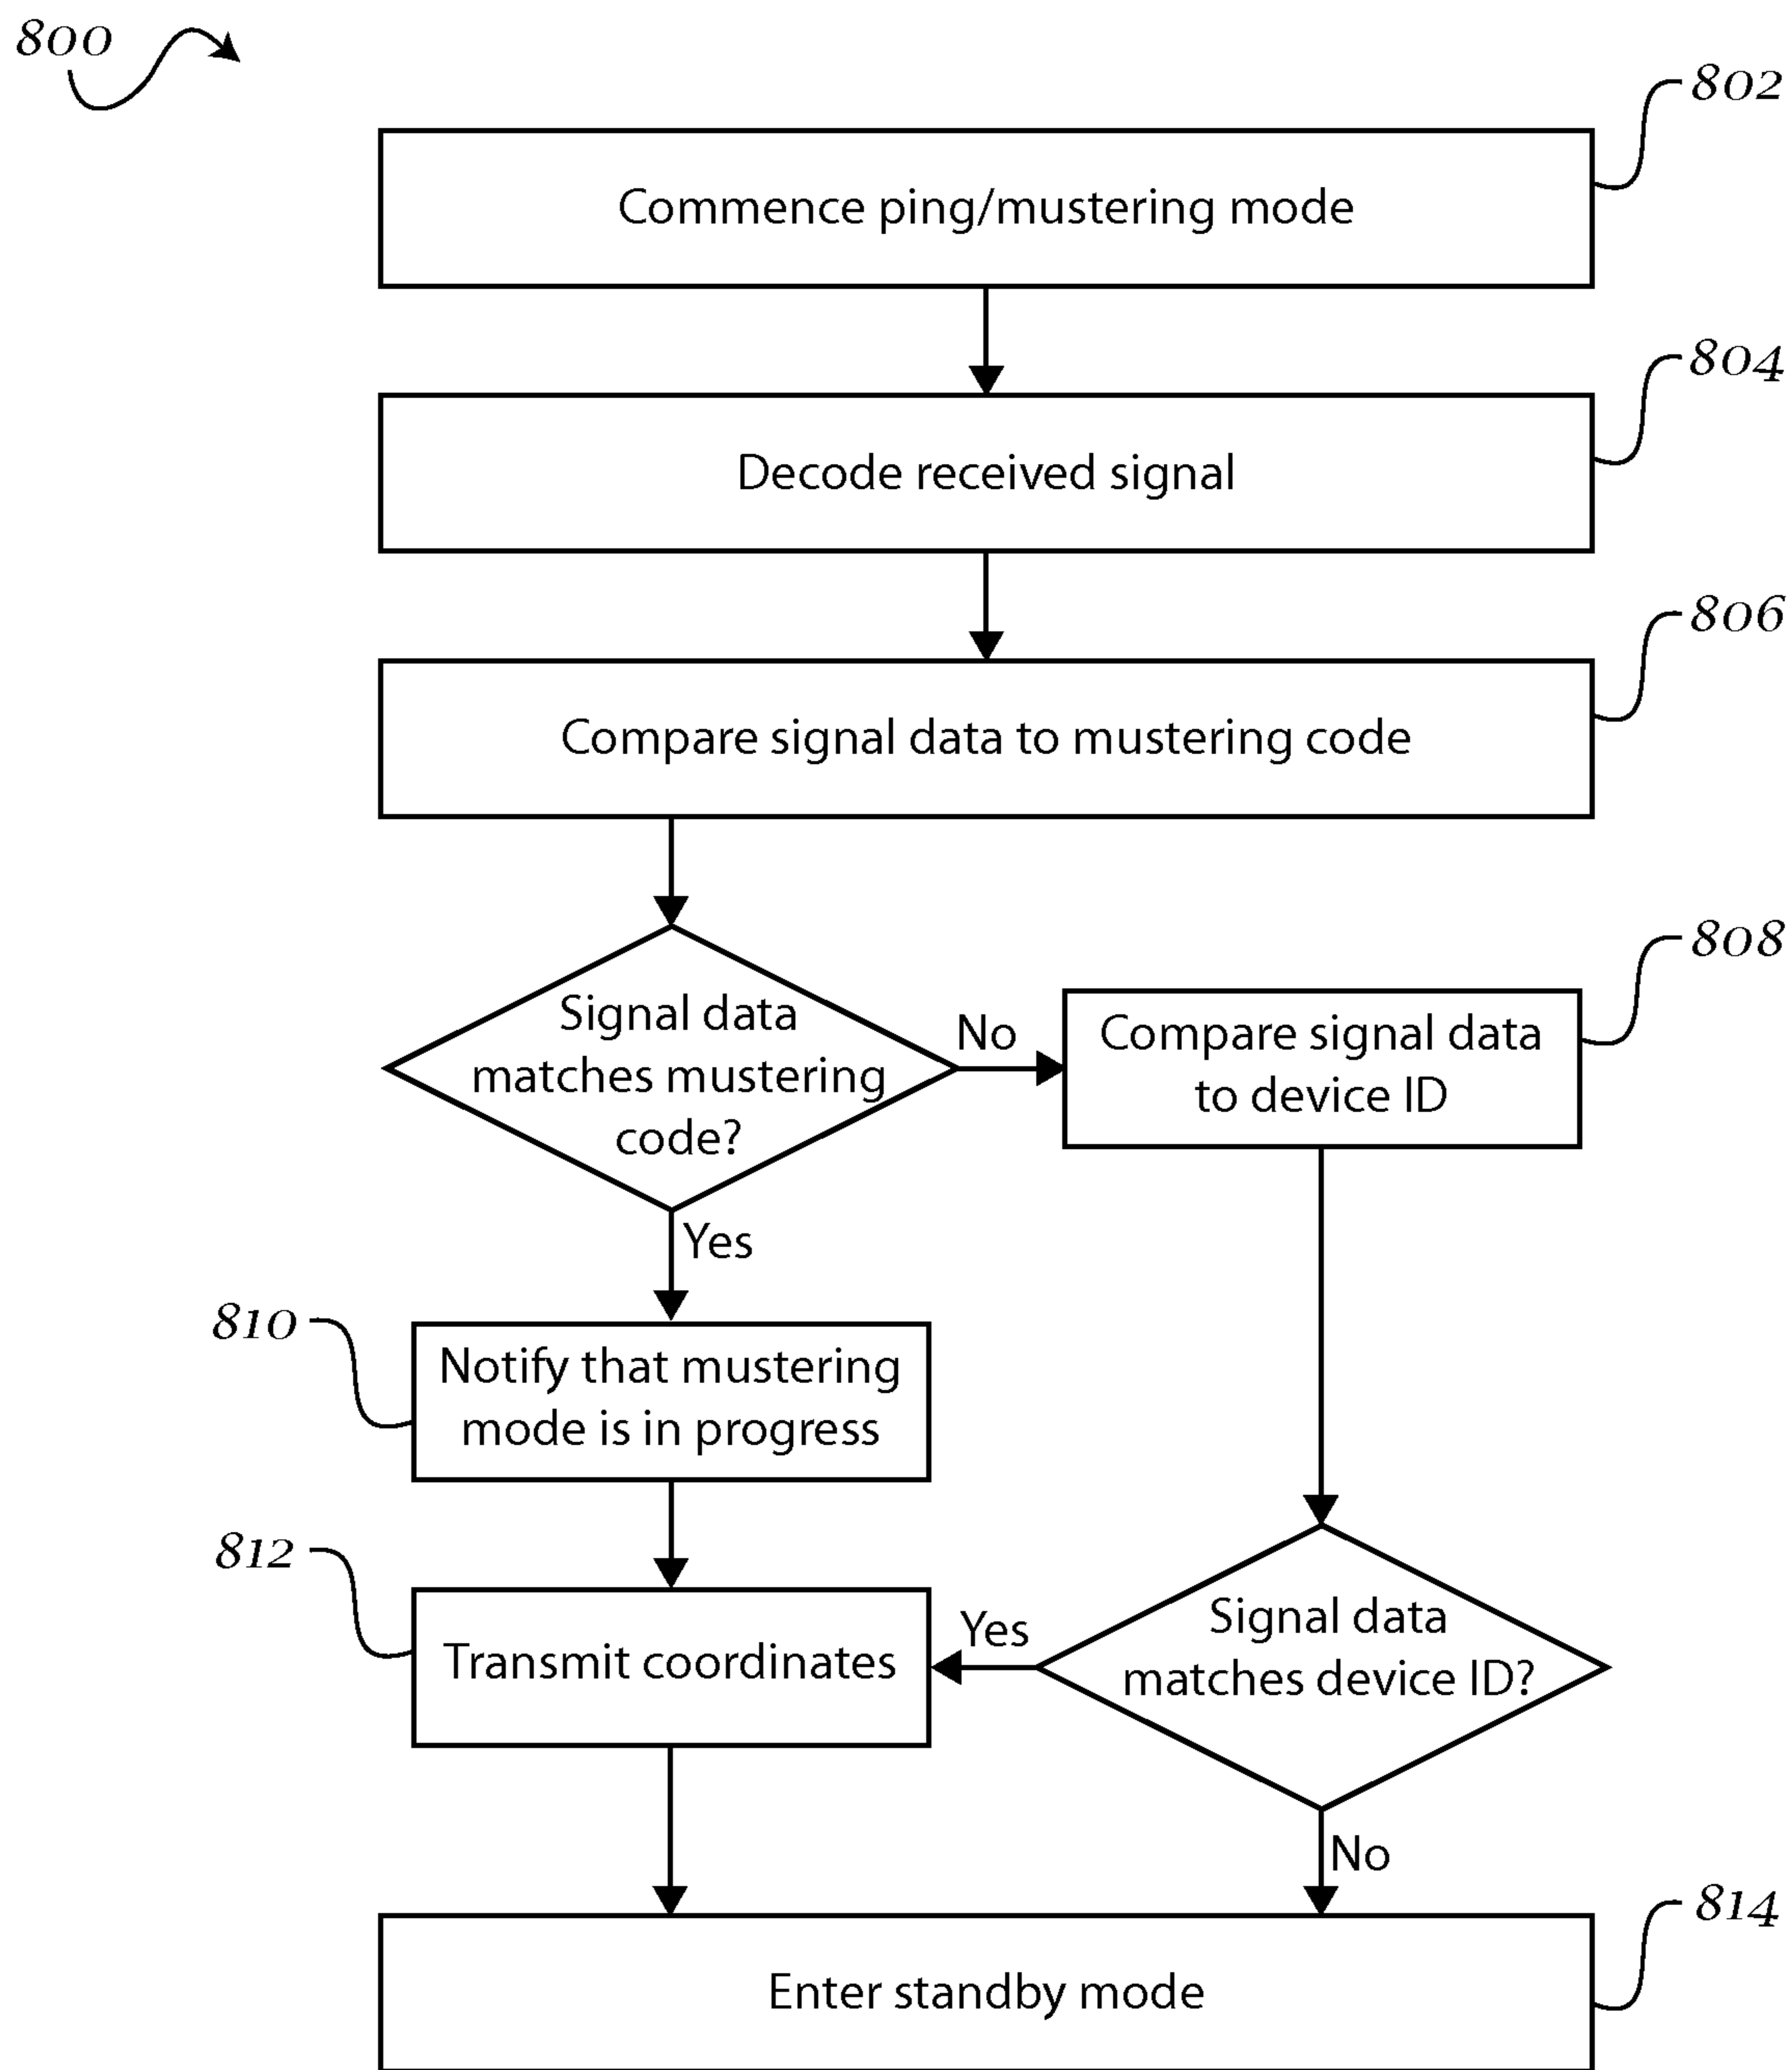 800
802
Commence ping/mustering mode
804
Decode received signal
806
Compare signal data to mustering code
808
Signal data
matches mustering
code?
No
Compare signal data
to device ID
Yes
810
Notify that mustering
mode is in progress
812
Transmit coordinates
Yes
Signal data
matches device ID?
No
814
Enter standby mode